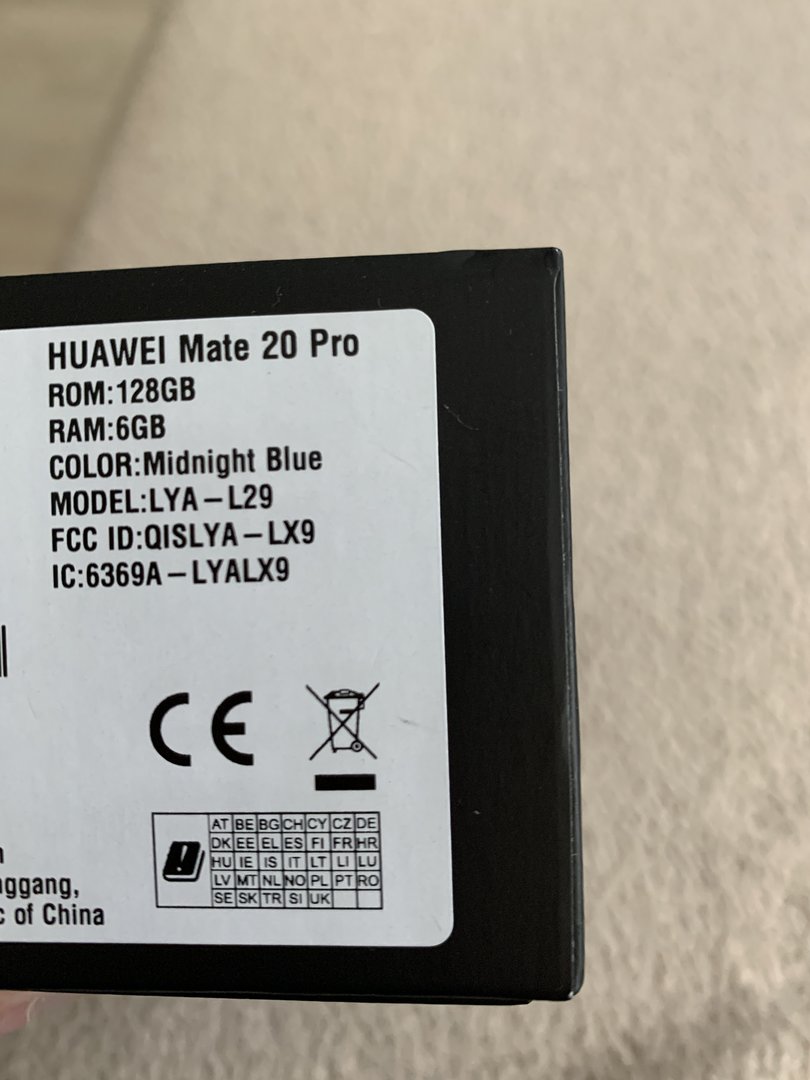 HUAWEI Mate 20 Pro
ROM:128GB
RAM:6GB
COLOR:Midnight Blue
MODEL:LYA-L29
FCC ID:QISLYA-LX9
IC:6369A-LYALX9
CE
AT BE BG CH CY CZ DE
DK EE EL ES FI FR HR
HU IE IS IT LT LI LU
LV MT NL NO PL PT RO
SE SK TR SI UK
of China